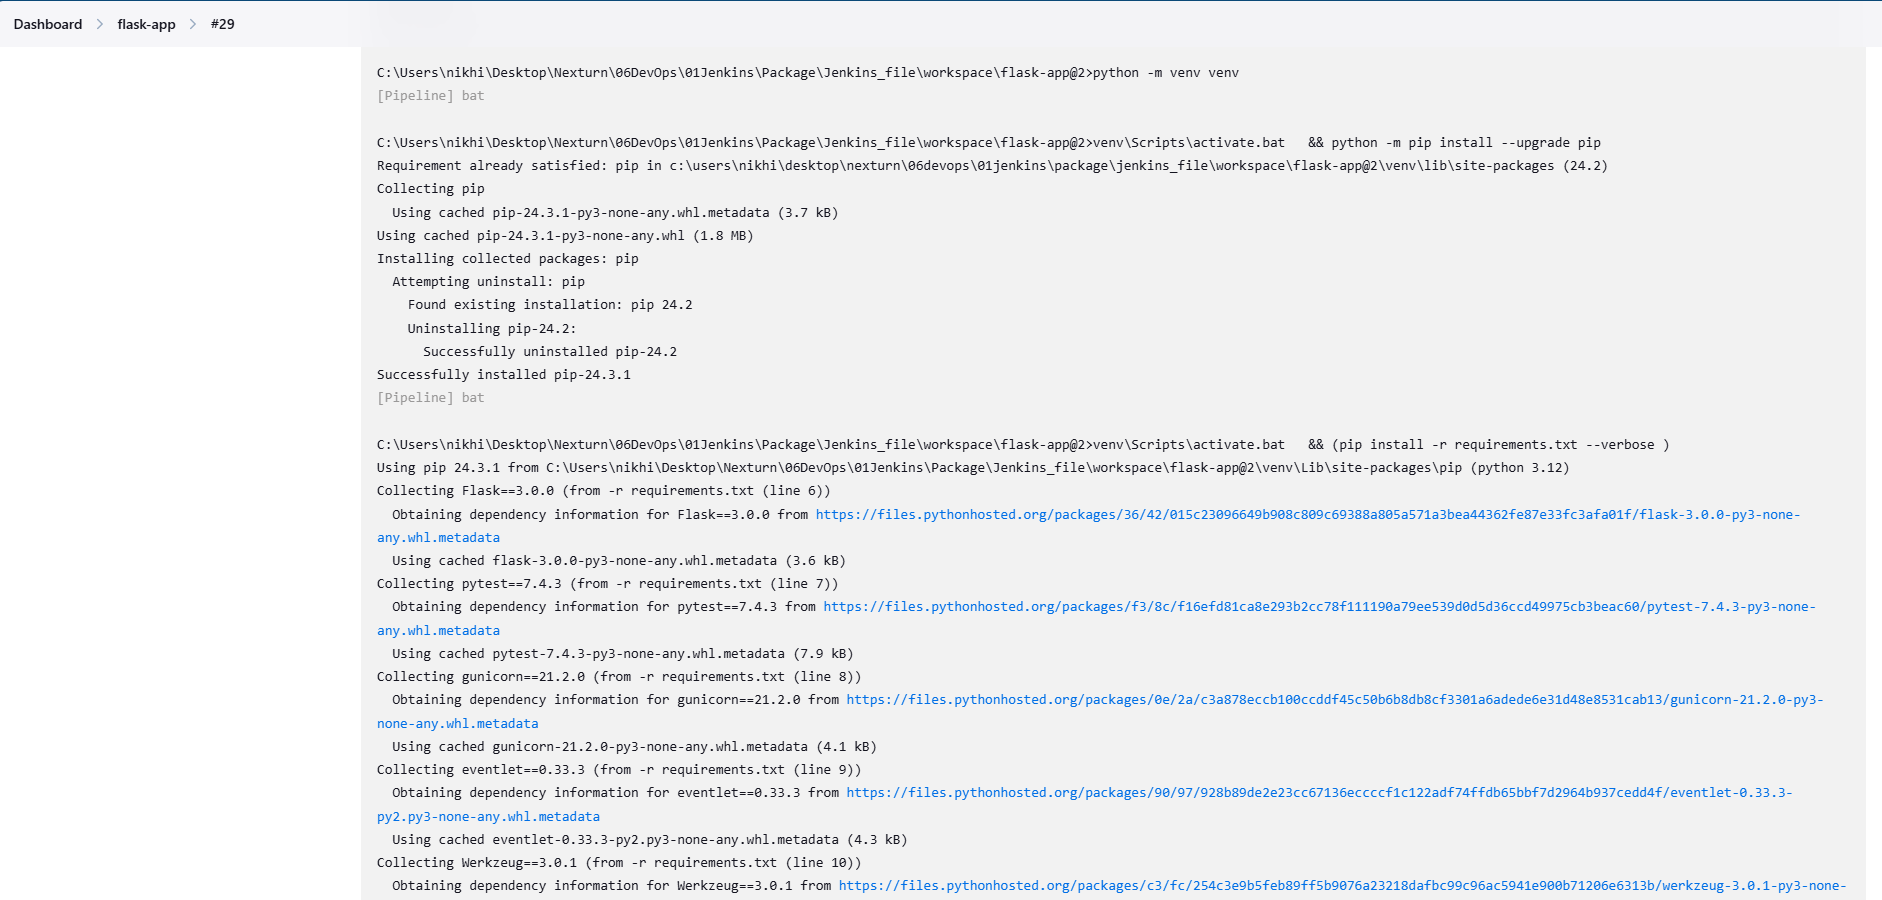 Dashboard > flask-app > #29
C:\Users\nikhi\Desktop\Nexturn\06DevOps\01Jenkins\Package\Jenkins_file\workspace\flask-app@2>python -m venv venv
[Pipeline] bat
C:\Users\nikhi\Desktop\Nexturn\06DevOps\01Jenkins\Package\Jenkins_file\workspace\flask-app@2>venv\Scripts\activate.bat   && python -m pip install --upgrade pip
Requirement already satisfied: pip in c:\users\nikhi\desktop\nexturn\06devops\01jenkins\package\jenkins_file\workspace\flask-app@2\venv\lib\site-packages (24.2)
Collecting pip
  Using cached pip-24.3.1-py3-none-any.whl.metadata (3.7 kB)
Using cached pip-24.3.1-py3-none-any.whl (1.8 MB)
Installing collected packages: pip
  Attempting uninstall: pip
    Found existing installation: pip 24.2
    Uninstalling pip-24.2:
      Successfully uninstalled pip-24.2
Successfully installed pip-24.3.1
[Pipeline] bat
C:\Users\nikhi\Desktop\Nexturn\06DevOps\01Jenkins\Package\Jenkins_file\workspace\flask-app@2>venv\Scripts\activate.bat   && (pip install -r requirements.txt --verbose )
Using pip 24.3.1 from C:\Users\nikhi\Desktop\Nexturn\06DevOps\01Jenkins\Package\Jenkins_file\workspace\flask-app@2\venv\Lib\site-packages\pip (python 3.12)
Collecting Flask==3.0.0 (from -r requirements.txt (line 6))
  Obtaining dependency information for Flask==3.0.0 from https://files.pythonhosted.org/packages/36/42/015c23096649b908c809c69388a805a571a3bea44362fe87e33fc3afa01f/flask-3.0.0-py3-none-
any.whl.metadata
  Using cached flask-3.0.0-py3-none-any.whl.metadata (3.6 kB)
Collecting pytest==7.4.3 (from -r requirements.txt (line 7))
  Obtaining dependency information for pytest==7.4.3 from https://files.pythonhosted.org/packages/f3/8c/f16efd81ca8e293b2cc78f111190a79ee539d0d5d36ccd49975cb3beac60/pytest-7.4.3-py3-none-
any.whl.metadata
  Using cached pytest-7.4.3-py3-none-any.whl.metadata (7.9 kB)
Collecting gunicorn==21.2.0 (from -r requirements.txt (line 8))
  Obtaining dependency information for gunicorn==21.2.0 from https://files.pythonhosted.org/packages/0e/2a/c3a878eccb100ccddf45c50b6b8db8cf3301a6adede6e31d48e8531cab13/gunicorn-21.2.0-py3-
none-any.whl.metadata
  Using cached gunicorn-21.2.0-py3-none-any.whl.metadata (4.1 kB)
Collecting eventlet==0.33.3 (from -r requirements.txt (line 9))
  Obtaining dependency information for eventlet==0.33.3 from https://files.pythonhosted.org/packages/90/97/928b89de2e23cc67136eccccf1c122adf74ffdb65bbf7d2964b937cedd4f/eventlet-0.33.3-
py2.py3-none-any.whl.metadata
  Using cached eventlet-0.33.3-py2.py3-none-any.whl.metadata (4.3 kB)
Collecting Werkzeug==3.0.1 (from -r requirements.txt (line 10))
  Obtaining dependency information for Werkzeug==3.0.1 from https://files.pythonhosted.org/packages/c3/fc/254c3e9b5feb89ff5b9076a23218dafbc99c96ac5941e900b71206e6313b/werkzeug-3.0.1-py3-none-